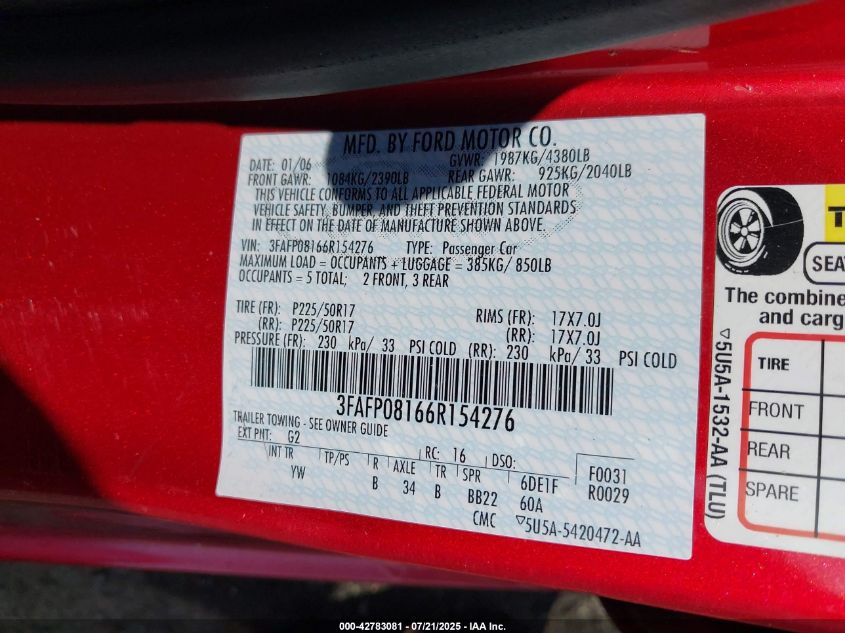 MFD. BY FORD MOTOR CO.
DATE: 01/06 GVWR: 1987KG/4380LB
FRONT GAWR: 1084KG/2390LB REAR GAWR: 925KG/2040LB
THIS VEHICLE CONFORMS TO ALL APPLICABLE FEDERAL MOTOR
VEHICLE SAFETY, BUMPER, AND THEFT PREVENTION STANDARDS
IN EFFECT ON THE DATE OF MANUFACTURE SHOWN ABOVE.
VIN: 3FAFP08166R154276 TYPE: Passenger Car
MAXIMUM LOAD = OCCUPANTS + LUGGAGE = 385KG/ 850LB
OCCUPANTS = 5 TOTAL; 2 FRONT, 3 REAR
TIRE (FR): P225/50R17 RIMS (FR): 17X7.0J
(RR): P225/50R17 (RR): 17X7.0J
PRESSURE (FR): 230 kPa/ 33 PSI COLD (RR): 230 kPa/ 33 PSI COLD
3FAFP08166R154276
TRAILER TOWING - SEE OWNER GUIDE
EXT PNT: G2 RC: 16 DSO: F0031
INT TR TP/PS R AXLE TR SPR 6DE1F R0029
YW B 34 B BB22 60A
CMC ▽5U5A-5420472-AA
▽5U5A-1532-AA (TLU)
T
SEA
The combine
and carg
TIRE
FRONT
REAR
SPARE
000-42783081 - 07/21/2025 - IAA Inc.